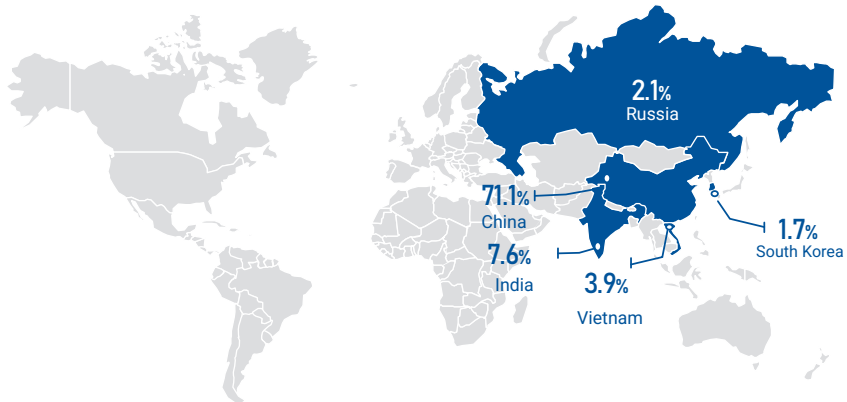 2.1%
Russia
71.1%
China
7.6%
India
3.9%
Vietnam
1.7%
South Korea